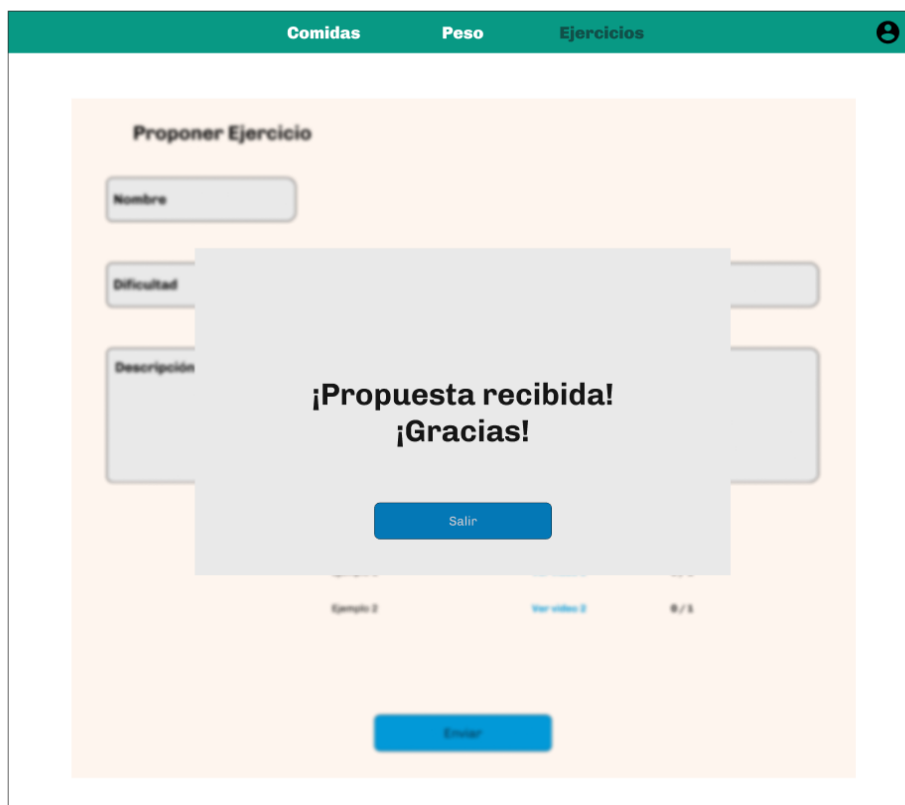 Comidas Peso Ejercicios
Proponer Ejercicio
Nombre
Dificultad
Descripción
¡Propuesta recibida!
¡Gracias!
Salir
Ejemplo 2 Ver video 2 0 / 1
Enviar